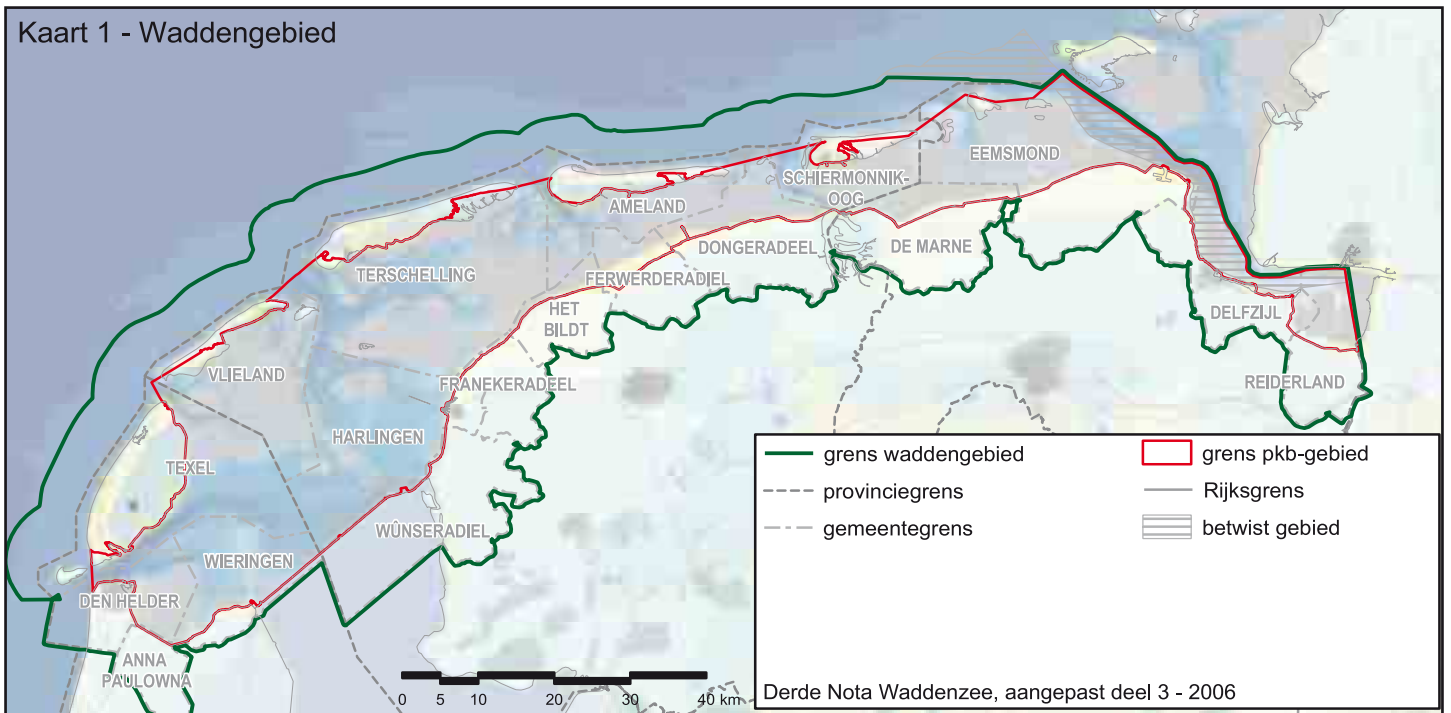 Kaart 1 - Waddengebied
EEMSMOND
SCHIERMONNIK-
OOG
AMELAND
DONGERADEEL
DE MARNE
TERSCHELLING
FERWERDERADIEL
HET
BILDT
DELFZIJL
VLIELAND
FRANEKERADEEL
REIDERLAND
HARLINGEN
TEXEL
WÛNSERADIEL
WIERINGEN
DEN HELDER
ANNA
PAULOWNA
grens waddengebied
provinciegrens
gemeentegrens
grens pkb-gebied
Rijksgrens
betwist gebied
0 5 10 20 30 40 km
Derde Nota Waddenzee, aangepast deel 3 - 2006